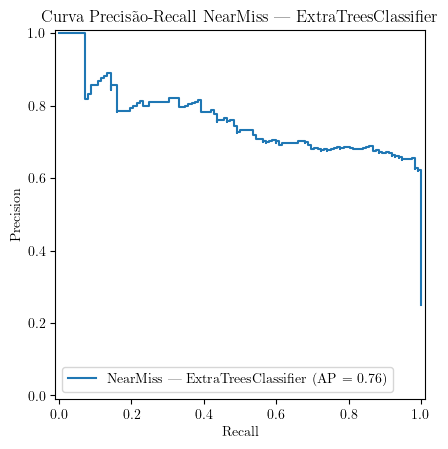 Curva Precisão-Recall NearMiss — ExtraTreesClassifier
1.0
0.8
0.6
0.4
0.2
0.0
Precision
NearMiss — ExtraTreesClassifier (AP = 0.76)
0.0 0.2 0.4 0.6 0.8 1.0
Recall